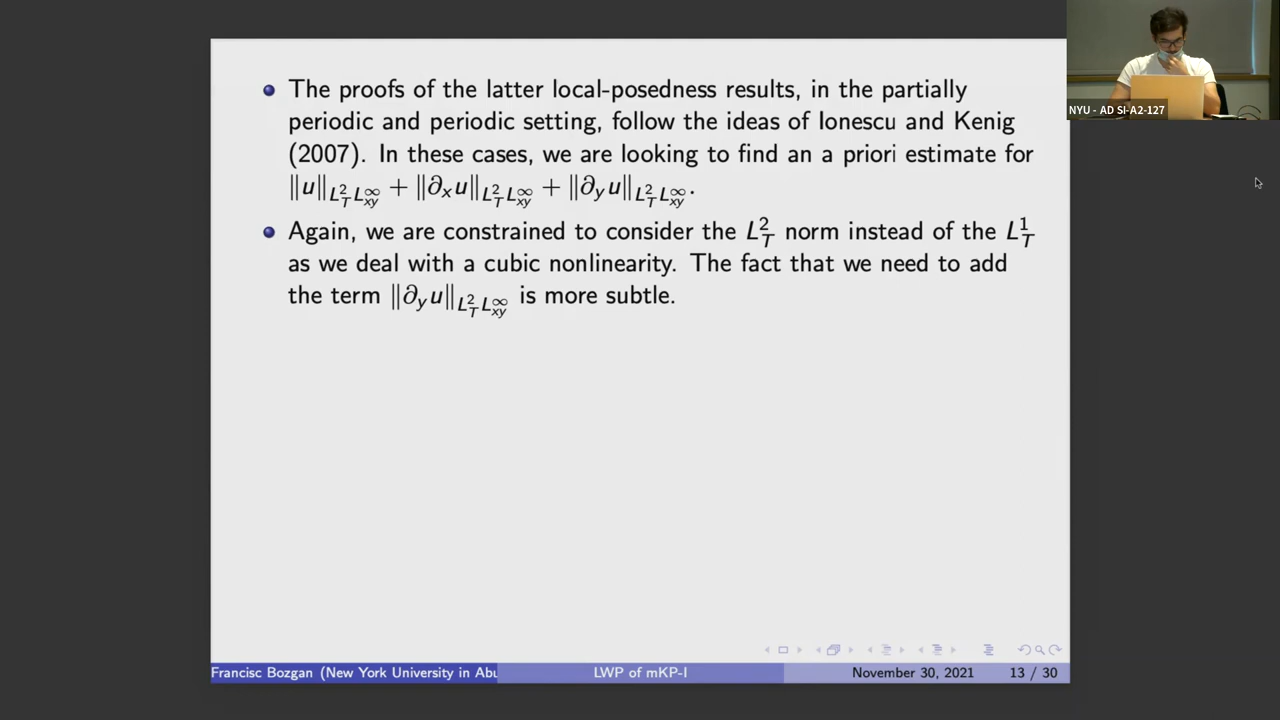 The proofs of the latter local-posedness results, in the partially
periodic and periodic setting, follow the ideas of Ionescu and Kenig
(2007). In these cases, we are looking to find an a priori estimate for
‖u‖_{L^2_T L^∞_{xy}} + ‖∂_x u‖_{L^2_T L^∞_{xy}} + ‖∂_y u‖_{L^2_T L^∞_{xy}}.
Again, we are constrained to consider the L^2_T norm instead of the L^1_T
as we deal with a cubic nonlinearity. The fact that we need to add
the term ‖∂_y u‖_{L^2_T L^∞_{xy}} is more subtle.
NYU - AD SI-A2-127
Francisc Bozgan (New York University in Abu
LWP of mKP-I
November 30, 2021
13 / 30